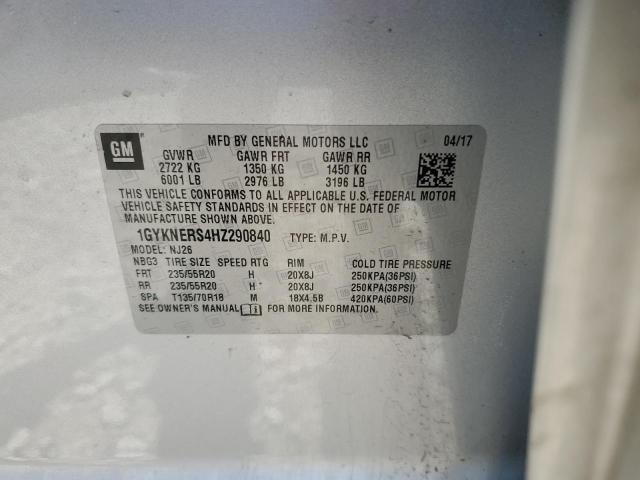 GM
MFD BY GENERAL MOTORS LLC 04/17
GVWR GAWR FRT GAWR RR
2722 KG 1350 KG 1450 KG
6001 LB 2976 LB 3196 LB
THIS VEHICLE CONFORMS TO ALL APPLICABLE U.S. FEDERAL MOTOR
VEHICLE SAFETY STANDARDS IN EFFECT ON THE DATE OF
MANUFACTURE SHOWN ABOVE.
1GYKNERS4HZ290840 TYPE: M.P.V.
MODEL: NJ26
NBG3 TIRE SIZE SPEED RTG RIM COLD TIRE PRESSURE
FRT 235/55R20 H 20X8J 250KPA(36PSI)
RR 235/55R20 H 20X8J 250KPA(36PSI)
SPA T135/70R18 M 18X4.5B 420KPA(60PSI)
SEE OWNER'S MANUAL FOR MORE INFORMATION.